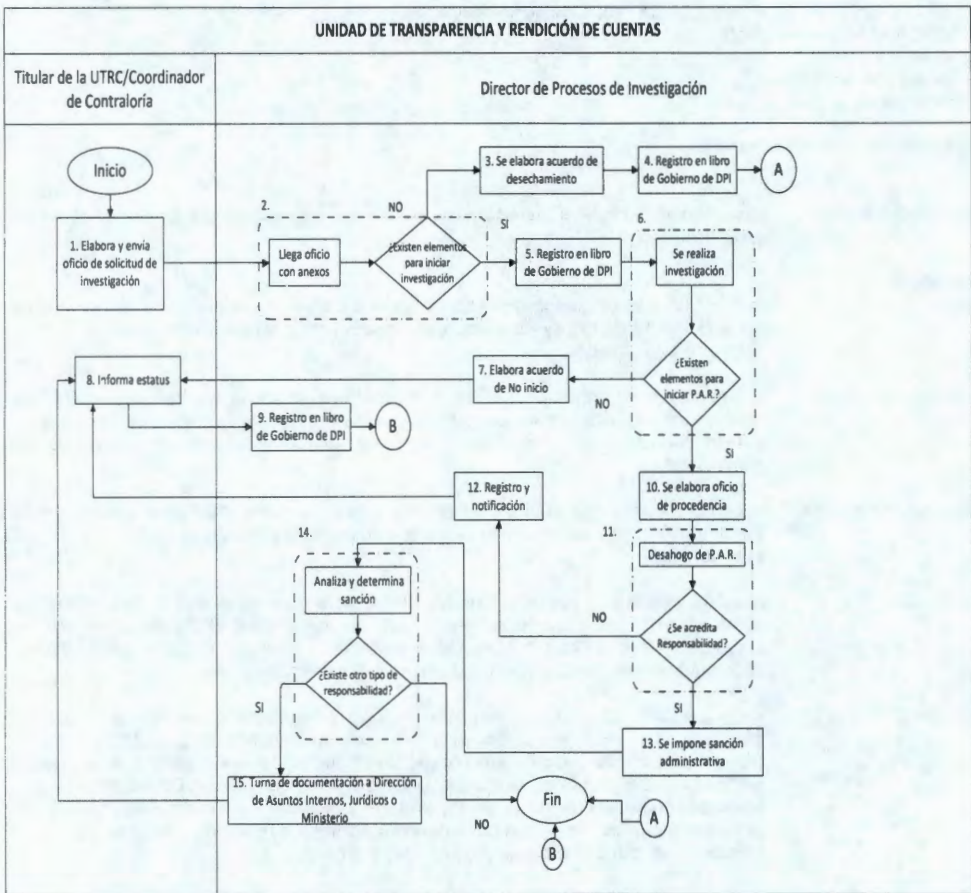 UNIDAD DE TRANSPARENCIA Y RENDICIÓN DE CUENTAS
Titular de la UTRC/Coordinador
de Contraloría
Director de Procesos de Investigación
Inicio
1. Elabora y envía
oficio de solicitud de
investigación
2.
Llega oficio
con anexos
¿Existen elementos
para iniciar
investigación
NO
3. Se elabora acuerdo de
desechamiento
4. Registro en libro
de Gobierno de DPI
A
SI
5. Registro en libro
de Gobierno de DPI
6.
Se realiza
investigación
¿Existen
elementos para
iniciar P.A.R.?
NO
7. Elabora acuerdo
de No inicio
8. Informa estatus
9. Registro en libro
de Gobierno de DPI
B
SI
10. Se elabora oficio
de procedencia
11.
Desahogo de P.A.R.
¿Se acredita
Responsabilidad?
NO
12. Registro y
notificación
SI
13. Se impone sanción
administrativa
14.
Analiza y determina
sanción
¿Existe otro tipo de
responsabilidad?
SI
15. Turna de documentación a Dirección
de Asuntos Internos, Jurídicos o
Ministerio
NO
Fin
A
B